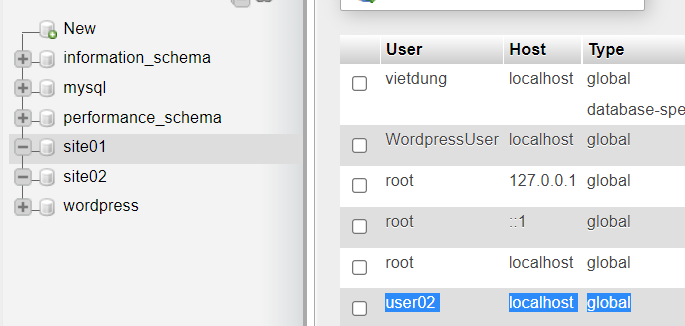 New
information_schema
mysql
performance_schema
site01
site02
wordpress
User Host Type
vietdung localhost global
database-spe
WordpressUser localhost global
root 127.0.0.1 global
root ::1 global
root localhost global
user02 localhost global